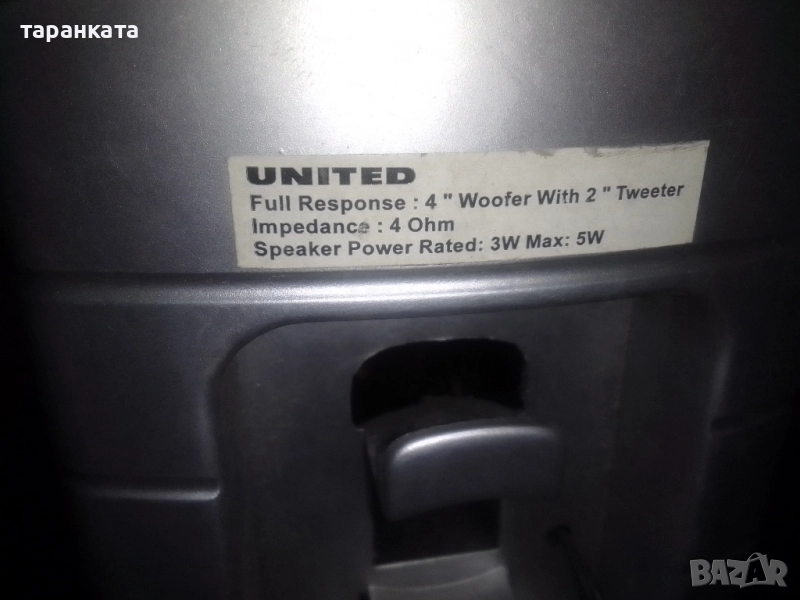 таранката
UNITED
Full Response : 4 " Woofer With 2 " Tweeter
Impedance : 4 Ohm
Speaker Power Rated: 3W Max: 5W
BAZAR